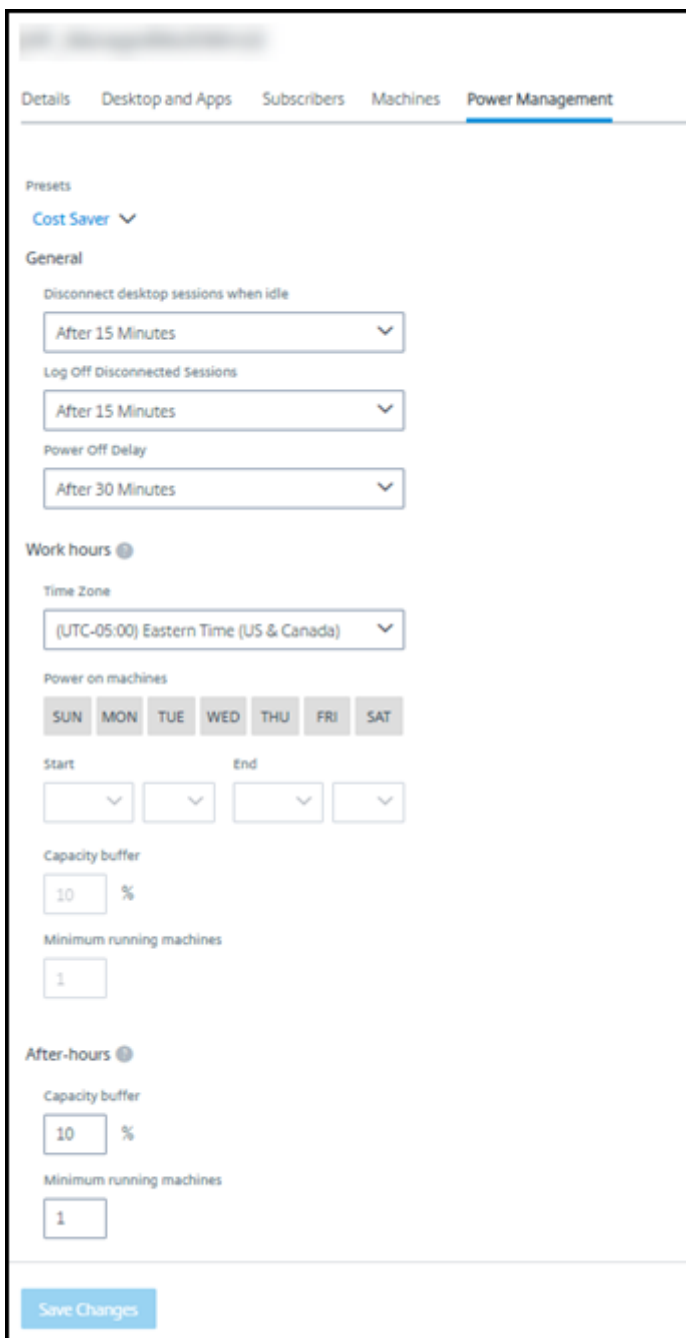 Details Desktop and Apps Subscribers Machines Power Management
Presets
Cost Saver
General
Disconnect desktop sessions when idle
After 15 Minutes
Log Off Disconnected Sessions
After 15 Minutes
Power Off Delay
After 30 Minutes
Work hours ?
Time Zone
(UTC-05:00) Eastern Time (US & Canada)
Power on machines
SUN MON TUE WED THU FRI SAT
Start End
Capacity buffer
10 %
Minimum running machines
1
After-hours ?
Capacity buffer
10 %
Minimum running machines
1
Save Changes